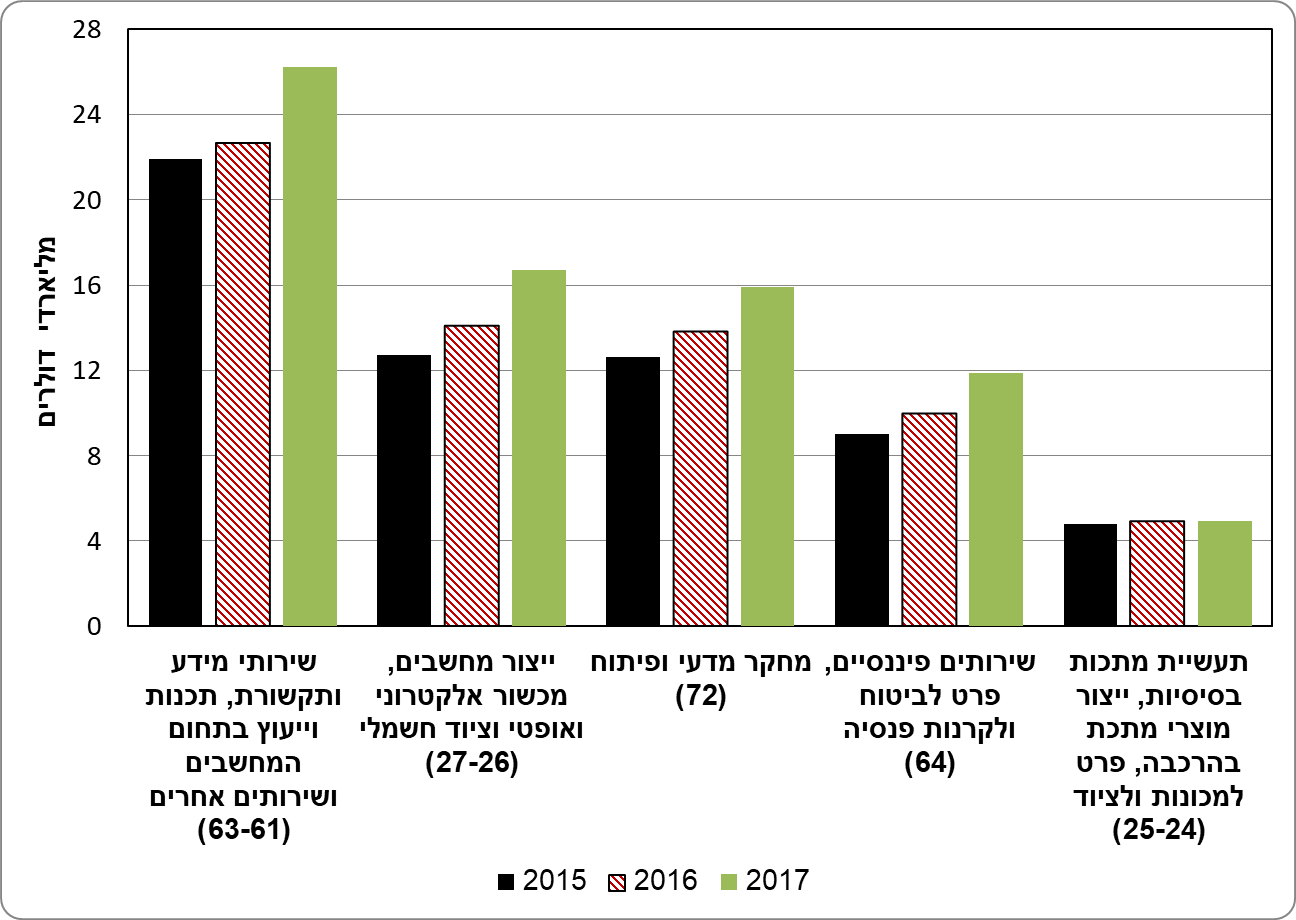 28
24
20
16
12
8
4
0
מליארדי דולרים
שירותי מידע
ותקשורת, תכנות
וייעוץ בתחום
המחשבים
ושירותים אחרים
(63-61)
ייצור מחשבים,
מכשור אלקטרוני
ואופטי וציוד חשמלי
(27-26)
מחקר מדעי ופיתוח
(72)
שירותים פיננסיים,
פרט לביטוח
ולקרנות פנסיה
(64)
תעשיית מתכות
בסיסיות, ייצור
מוצרי מתכת
בהרכבה, פרט
למכונות ולציוד
(25-24)
2015
2016
2017